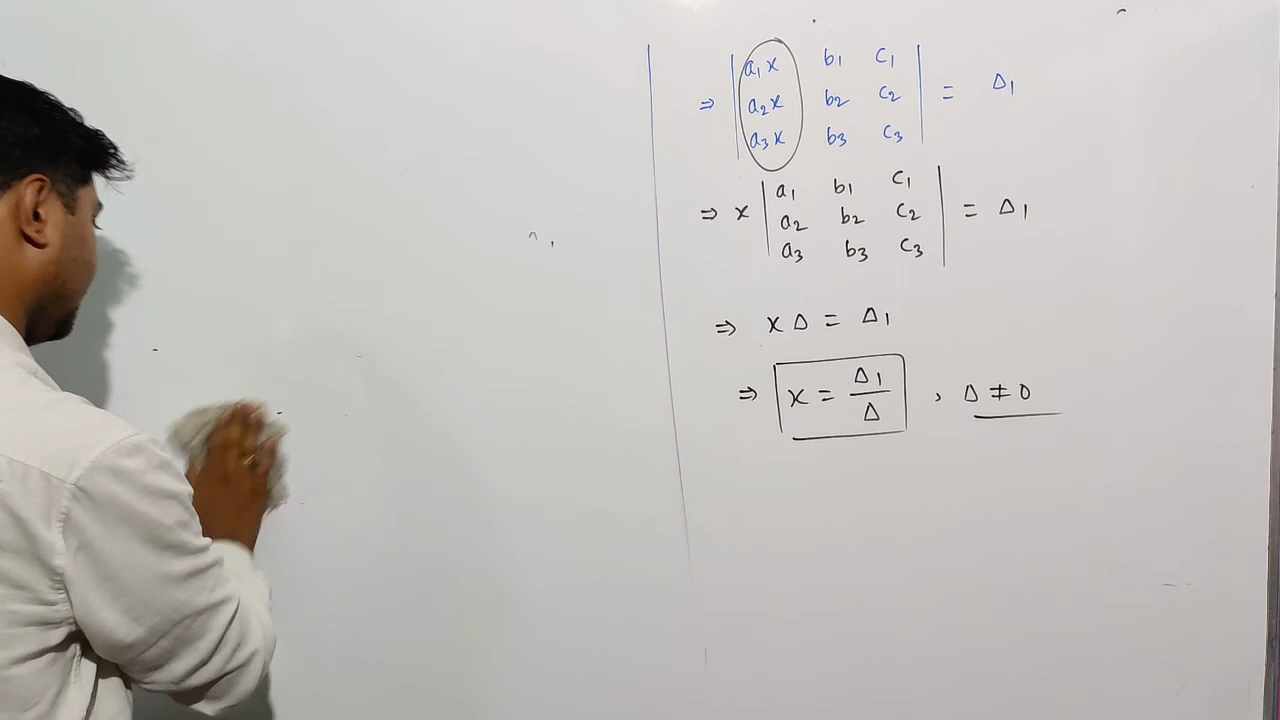 a₁x b₁ c₁
⇒ a₂x b₂ c₂ = Δ₁
a₃x b₃ c₃
a₁ b₁ c₁
⇒ x a₂ b₂ c₂ = Δ₁
a₃ b₃ c₃
⇒ xΔ = Δ₁
⇒ x = Δ₁/Δ , Δ ≠ 0